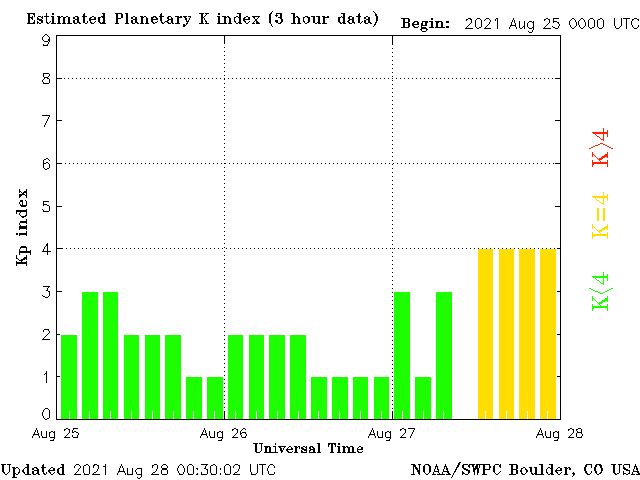 Estimated Planetary K index (3 hour data) Begin: 2021 Aug 25 0000 UTC
9
8
7
6
5
4
3
2
1
0
Kp index
K>4
K=4
K<4
Aug 25 Aug 26 Aug 27 Aug 28
Universal Time
Updated 2021 Aug 28 00:30:02 UTC NOAA/SWPC Boulder, CO USA